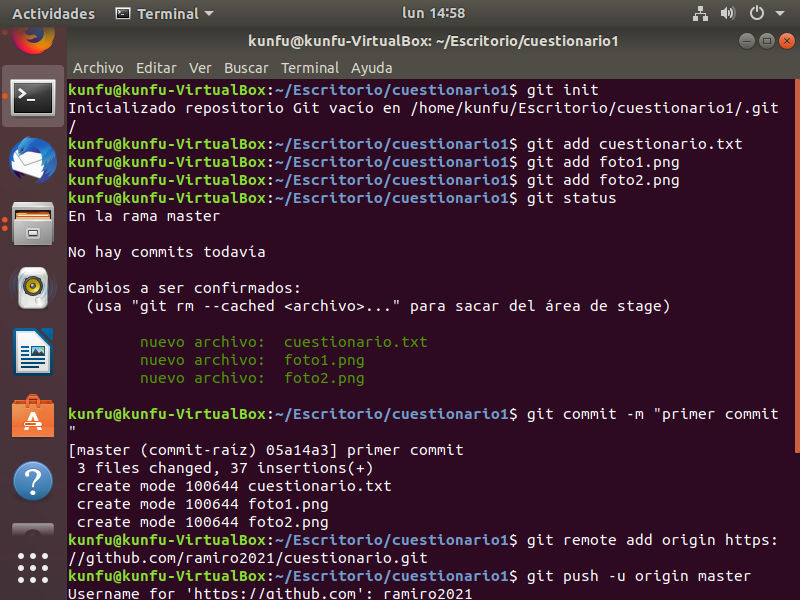 Actividades Terminal lun 14:58
kunfu@kunfu-VirtualBox: ~/Escritorio/cuestionario1
Archivo Editar Ver Buscar Terminal Ayuda
kunfu@kunfu-VirtualBox:~/Escritorio/cuestionario1$ git init
Inicializado repositorio Git vacío en /home/kunfu/Escritorio/cuestionario1/.git
/
kunfu@kunfu-VirtualBox:~/Escritorio/cuestionario1$ git add cuestionario.txt
kunfu@kunfu-VirtualBox:~/Escritorio/cuestionario1$ git add foto1.png
kunfu@kunfu-VirtualBox:~/Escritorio/cuestionario1$ git add foto2.png
kunfu@kunfu-VirtualBox:~/Escritorio/cuestionario1$ git status
En la rama master
No hay commits todavía
Cambios a ser confirmados:
  (usa "git rm --cached <archivo>..." para sacar del área de stage)
        nuevo archivo:  cuestionario.txt
        nuevo archivo:  foto1.png
        nuevo archivo:  foto2.png
kunfu@kunfu-VirtualBox:~/Escritorio/cuestionario1$ git commit -m "primer commit
"
[master (commit-raíz) 05a14a3] primer commit
 3 files changed, 37 insertions(+)
 create mode 100644 cuestionario.txt
 create mode 100644 foto1.png
 create mode 100644 foto2.png
kunfu@kunfu-VirtualBox:~/Escritorio/cuestionario1$ git remote add origin https:
//github.com/ramiro2021/cuestionario.git
kunfu@kunfu-VirtualBox:~/Escritorio/cuestionario1$ git push -u origin master
Username for 'https://github.com': ramiro2021